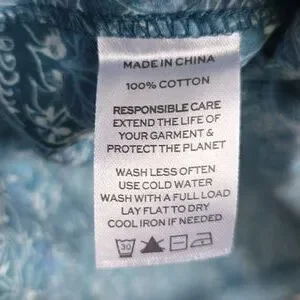 MADE IN CHINA
100% COTTON
RESPONSIBLE CARE
EXTEND THE LIFE OF
YOUR GARMENT &
PROTECT THE PLANET
WASH LESS OFTEN
USE COLD WATER
WASH WITH A FULL LOAD
LAY FLAT TO DRY
COOL IRON IF NEEDED
30